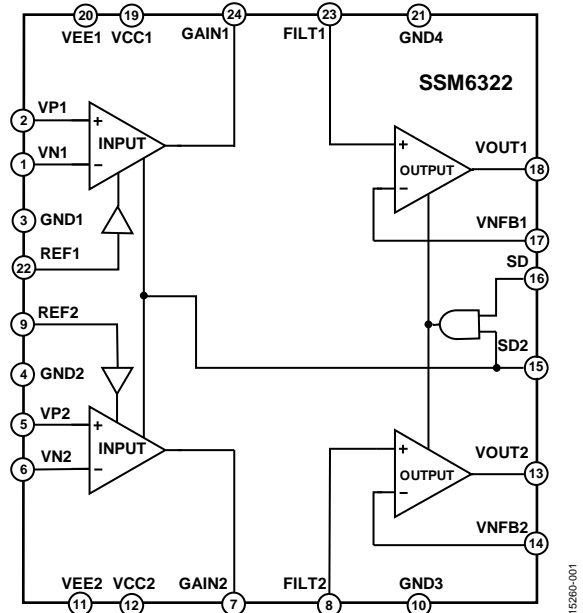 20 19 24 23 21
VEE1 VCC1 GAIN1 FILT1 GND4
SSM6322
2 VP1
+
INPUT
1 VN1
−
3 GND1
22 REF1
+
OUTPUT
−
VOUT1
18
VNFB1
17
SD
16
SD2
15
9 REF2
4 GND2
5 VP2
+
INPUT
6 VN2
−
+
OUTPUT
−
VOUT2
13
VNFB2
14
VEE2 VCC2 GAIN2 FILT2 GND3
11 12 7 8 10
15260-001